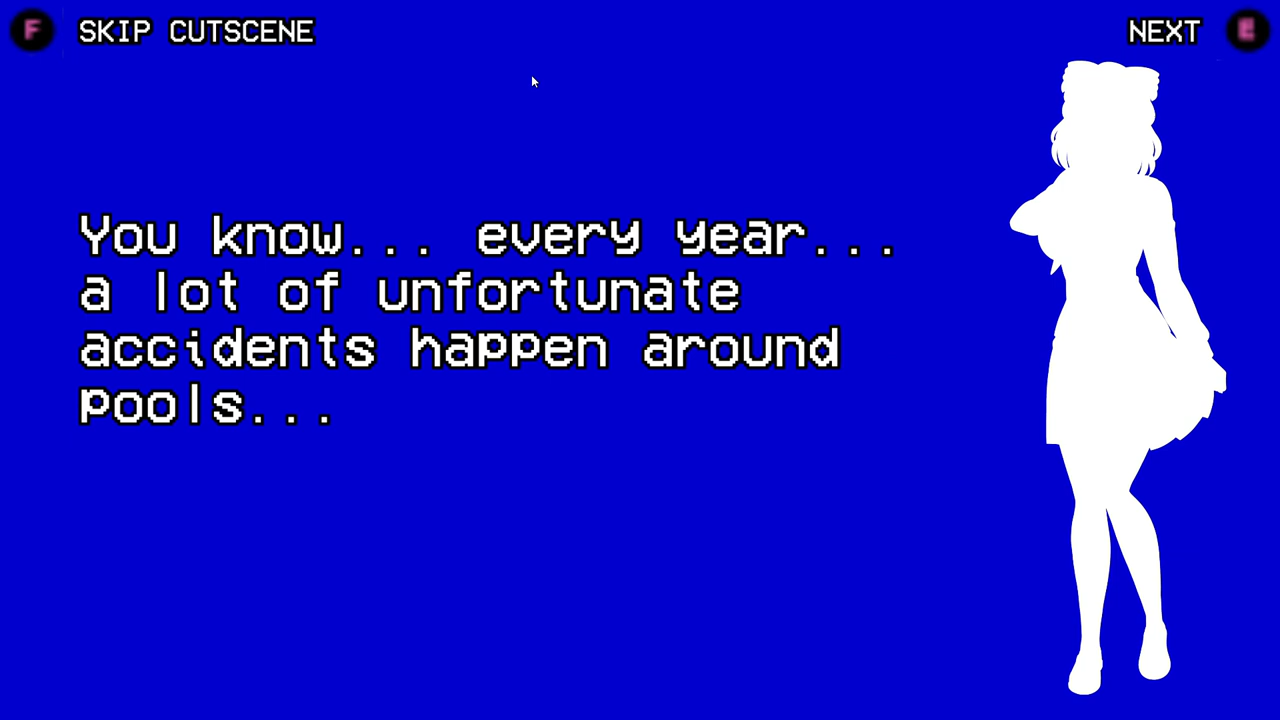 F SKIP CUTSCENE
NEXT E
You know... every year...
a lot of unfortunate
accidents happen around
pools...